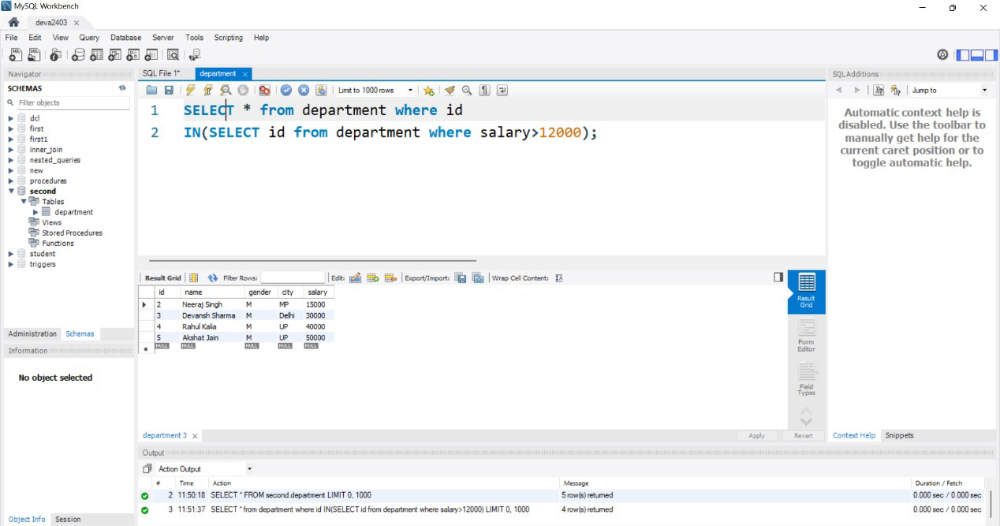 MySQL Workbench
deva2403
File Edit View Query Database Server Tools Scripting Help
Navigator
SCHEMAS
Filter objects
dcl
first
first1
inner_join
nested_queries
new
procedures
second
Tables
department
Views
Stored Procedures
Functions
student
triggers
Administration Schemas
Information
No object selected
Object Info Session
SQL File 1* department
Limit to 1000 rows
1 SELECT * from department where id
2 IN(SELECT id from department where salary>12000);
Result Grid Filter Rows: Edit: Export/Import: Wrap Cell Content:
id name gender city salary
2 Neeraj Singh M MP 15000
3 Devansh Sharma M Delhi 30000
4 Rahul Kalia M UP 40000
5 Akshat Jain M UP 50000
NULL NULL NULL NULL NULL
Result Grid
Form Editor
Field Types
department 3 Apply Revert
Output
Action Output
# Time Action Message Duration / Fetch
2 11:50:18 SELECT * FROM second.department LIMIT 0, 1000 5 row(s) returned 0.000 sec / 0.000 sec
3 11:51:37 SELECT * from department where id IN(SELECT id from department where salary>12000) LIMIT 0, 1000 4 row(s) returned 0.000 sec / 0.000 sec
SQLAdditions
Jump to
Automatic context help is
disabled. Use the toolbar to
manually get help for the
current caret position or to
toggle automatic help.
Context Help Snippets